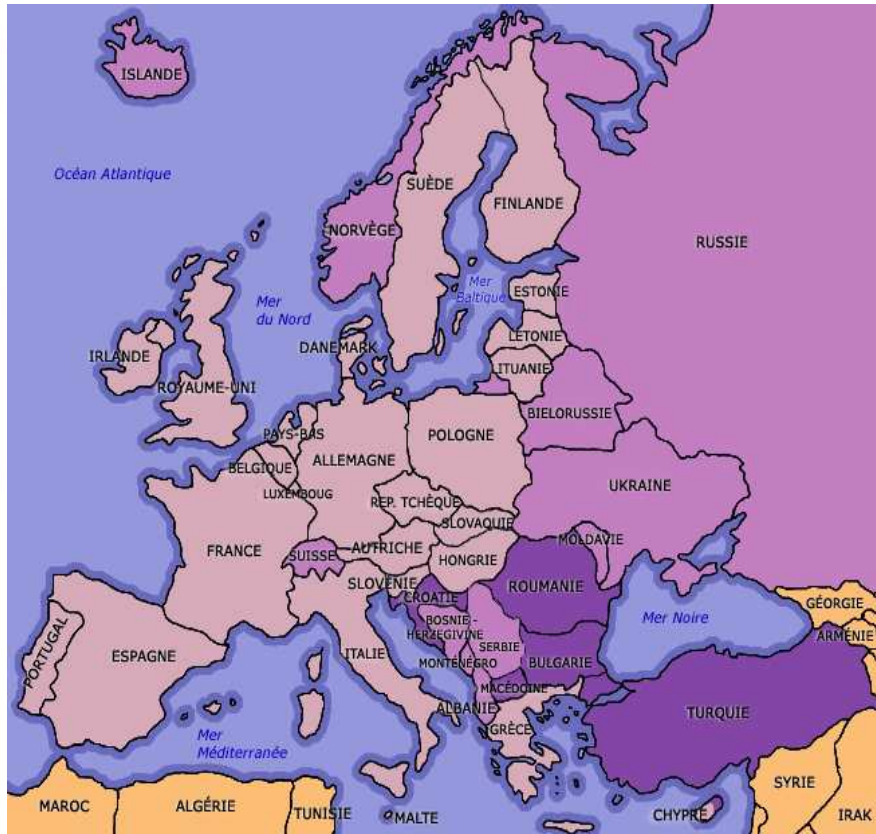 ISLANDE
Océan Atlantique
SUÈDE
FINLANDE
NORVÈGE
RUSSIE
Mer
Baltique
ESTONIE
Mer
du Nord
LETONIE
DANEMARK
IRLANDE
LITUANIE
ROYAUME-UNI
BIELORUSSIE
PAYS-BAS
POLOGNE
ALLEMAGNE
BELGIQUE
UKRAINE
LUXEMBOUG
REP. TCHÈQUE
SLOVAQUIE
MOLDAVIE
FRANCE
AUTRICHE
SUISSE
HONGRIE
SLOVÉNIE
ROUMANIE
CROATIE
GÉORGIE
Mer Noire
BOSNIE -
HERZEGIVINE
ARMÉNIE
SERBIE
PORTUGAL
ESPAGNE
ITALIE
MONTÉNÉGRO
BULGARIE
MACÉDOINE
ALBANIE
TURQUIE
GRÈCE
Mer
Méditerranée
SYRIE
MAROC
ALGÉRIE
TUNISIE
MALTE
CHYPRE
IRAK